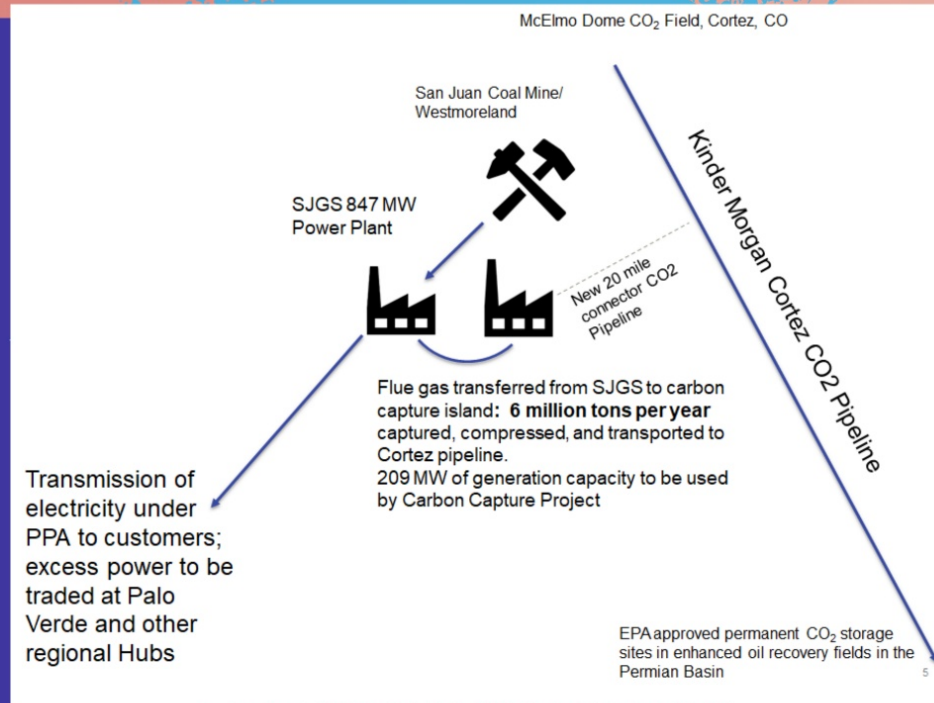 McElmo Dome CO₂ Field, Cortez, CO
San Juan Coal Mine/
Westmoreland
Kinder Morgan Cortez CO2 Pipeline
SJGS 847 MW
Power Plant
New 20 mile
connector CO2
Pipeline
Flue gas transferred from SJGS to carbon
capture island: 6 million tons per year
captured, compressed, and transported to
Cortez pipeline.
209 MW of generation capacity to be used
by Carbon Capture Project
Transmission of
electricity under
PPA to customers;
excess power to be
traded at Palo
Verde and other
regional Hubs
EPA approved permanent CO₂ storage
sites in enhanced oil recovery fields in the
Permian Basin
5